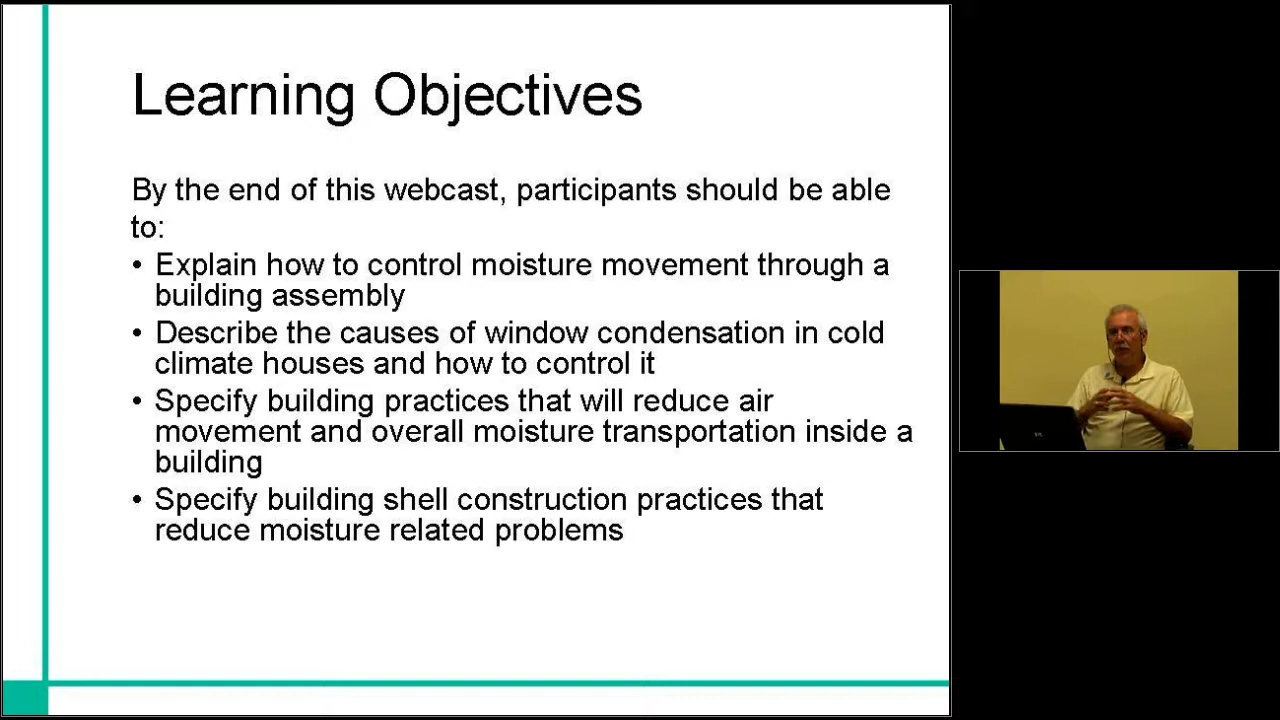 Learning Objectives
By the end of this webcast, participants should be able
to:
• Explain how to control moisture movement through a
building assembly
• Describe the causes of window condensation in cold
climate houses and how to control it
• Specify building practices that will reduce air
movement and overall moisture transportation inside a
building
• Specify building shell construction practices that
reduce moisture related problems